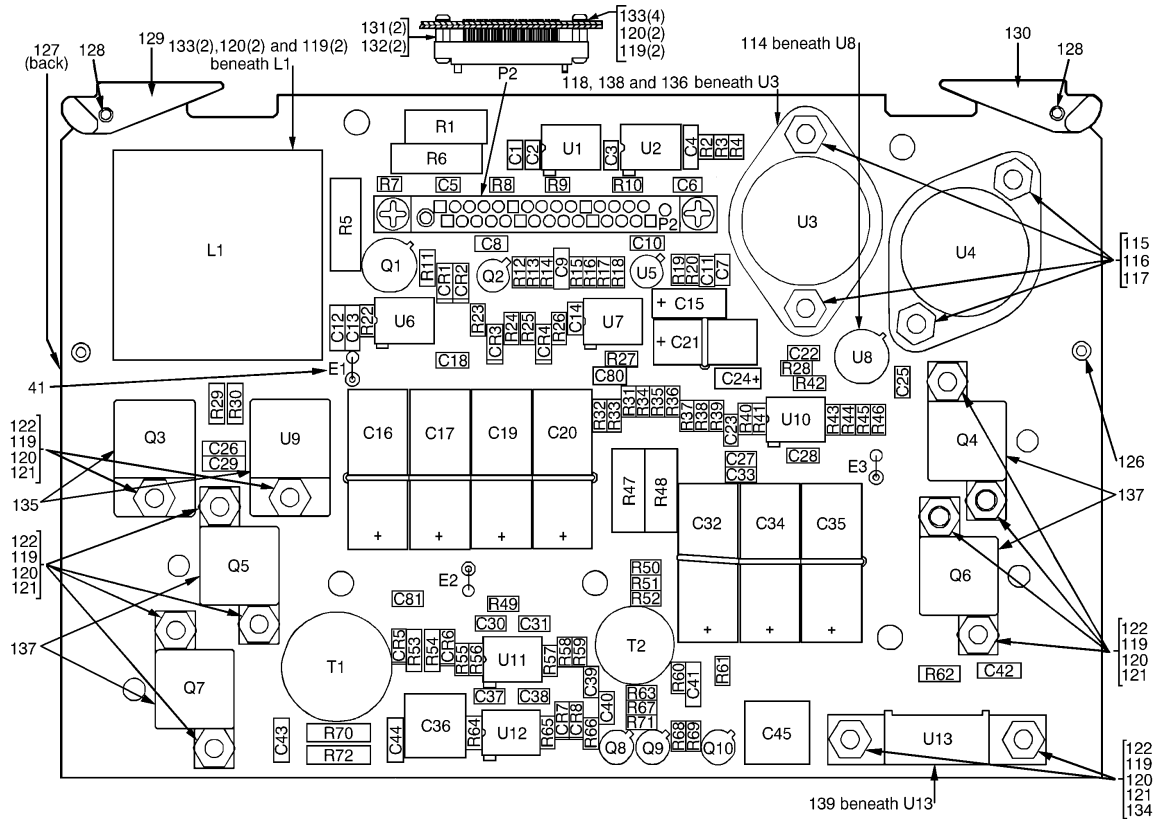 131(2)
132(2)
133(4)
120(2)
119(2)
P2
127
(back)
128
129
133(2),120(2) and 119(2)
beneath L1
118, 138 and 136 beneath U3
114 beneath U8
130
128
R1
R6
C1
C2
U1
C3
U2
C4
R2
R3
R4
R7
C5
R8
R9
R10
C6
L1
R5
P2
U3
U4
Q1
R11
CR1
CR2
C8
Q2
R12
R13
R14
C9
R15
R16
R17
R18
C10
U5
R19
R20
C11
C7
115
116
117
C12
C13
R22
U6
R23
CR3
R24
R25
CR4
R26
C14
U7
+ C15
+ C21
C18
R27
C80
C24+
C22
R28
R42
U8
C25
E1
41
R29
R30
Q3
U9
C26
C29
C16
C17
C19
C20
+
+
+
+
R32
R33
R31
R34
R35
R36
R37
R38
R39
C23
R40
R41
U10
R43
R44
R45
R46
Q4
C27
C33
C28
E3
126
122
119
120
121
135
137
R47
R48
C32
C34
C35
+
+
+
122
119
120
121
Q5
Q6
E2
R50
R51
R52
137
C81
R49
C30
C31
T1
T2
CR5
R53
R54
CR6
R55
R56
U11
R57
R58
R59
C39
R60
C41
R61
R62
C42
122
119
120
121
Q7
C37
C38
C40
R63
R67
R71
C43
R70
R72
C44
C36
R64
U12
R65
CR7
CR8
R66
Q8
Q9
R68
R69
Q10
C45
U13
122
119
120
121
134
139 beneath U13